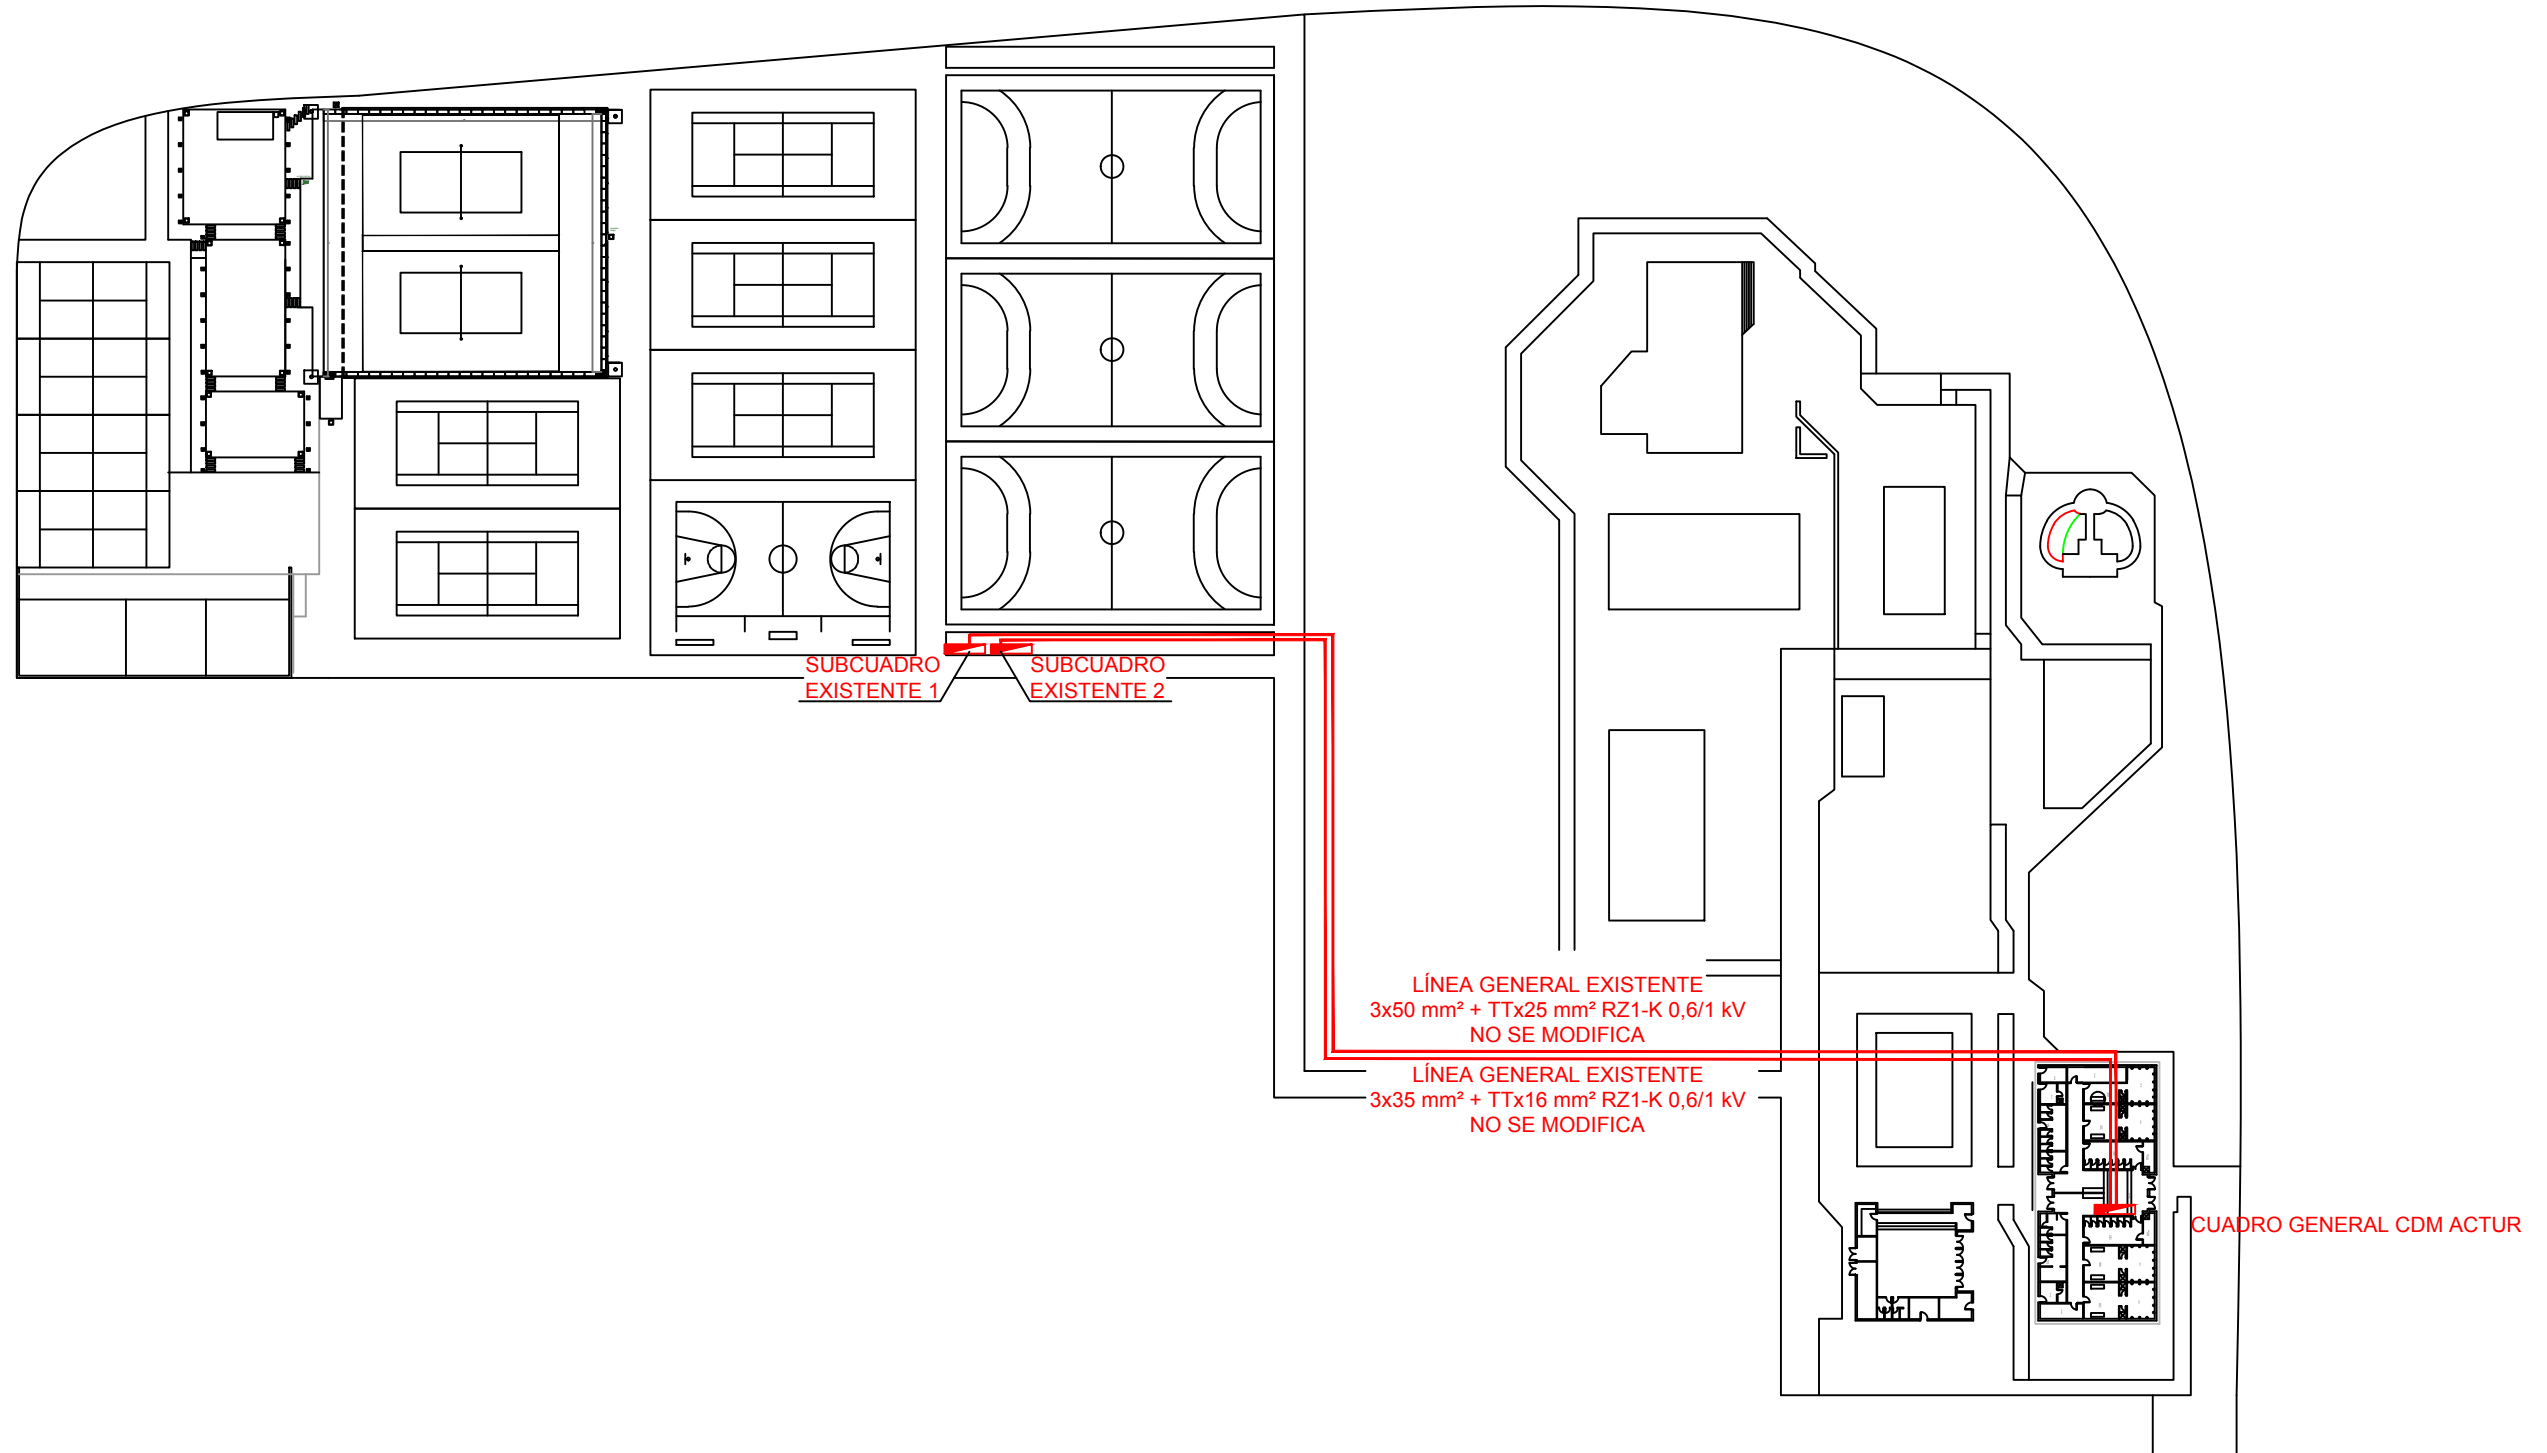 SUBCUADRO
EXISTENTE 1
SUBCUADRO
EXISTENTE 2
LÍNEA GENERAL EXISTENTE
3x50 mm² + TTx25 mm² RZ1-K 0,6/1 kV
NO SE MODIFICA
LÍNEA GENERAL EXISTENTE
3x35 mm² + TTx16 mm² RZ1-K 0,6/1 kV
NO SE MODIFICA
CUADRO GENERAL CDM ACTUR